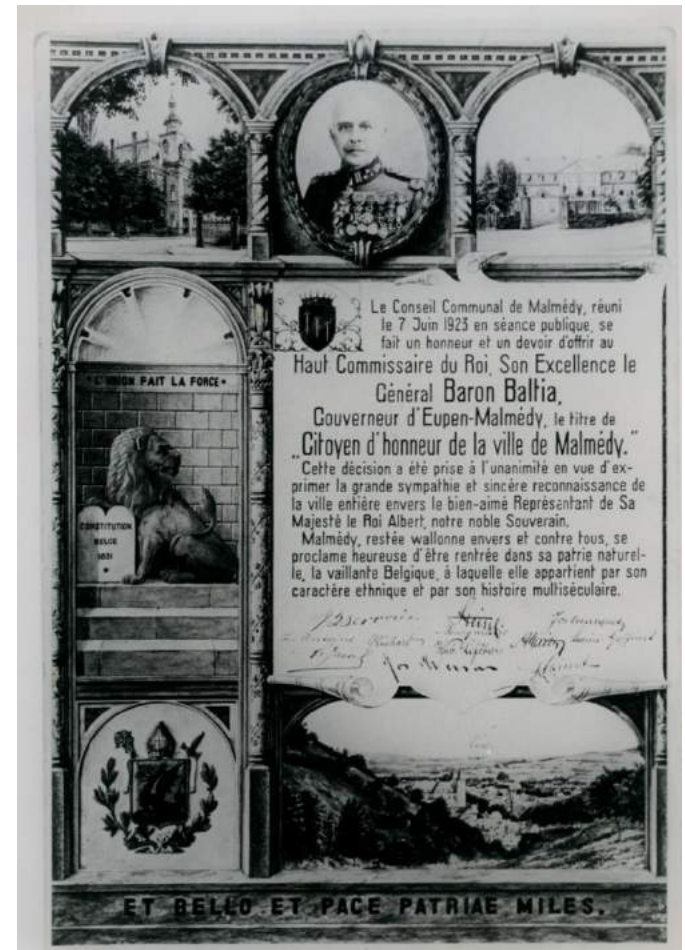 Le Conseil Communal de Malmédy, réuni
le 7 Juin 1923 en séance publique, se
fait un honneur et un devoir d'offrir au
Haut Commissaire du Roi, Son Excellence le
Général Baron Baltia,
Gouverneur d'Eupen-Malmédy, le titre de
„Citoyen d'honneur de la ville de Malmédy."
Cette décision a été prise à l'unanimité en vue d'ex-
primer la grande sympathie et sincère reconnaissance de
la ville entière envers le bien-aimé Représentant de Sa
Majesté le Roi Albert, notre noble Souverain.
Malmédy, restée wallonne envers et contre tous, se
proclame heureuse d'être rentrée dans sa patrie naturel-
le, la vaillante Belgique, à laquelle elle appartient par son
caractère ethnique et par son histoire multiséculaire.
L'UNION FAIT LA FORCE
CONSTITUTION
BELGE
1831
ET BELLO ET PACE PATRIAE MILES.